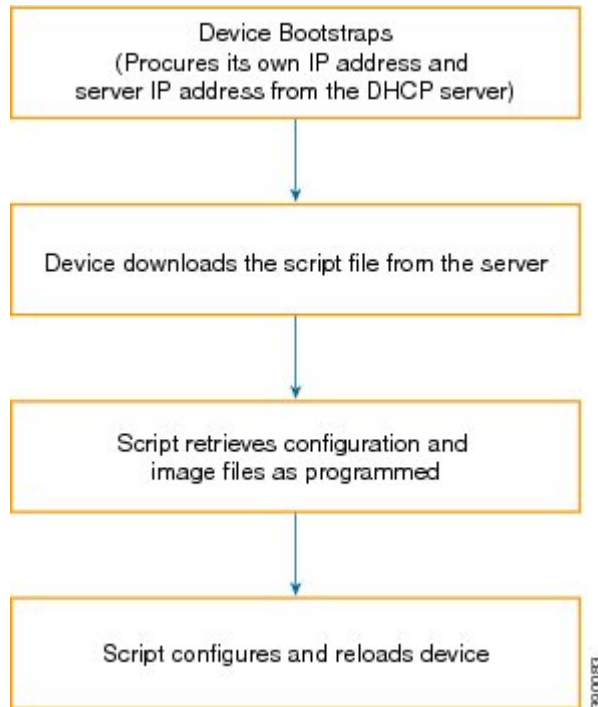 Device Bootstraps
(Procures its own IP address and
server IP address from the DHCP server)
Device downloads the script file from the server
Script retrieves configuration and
image files as programmed
Script configures and reloads device